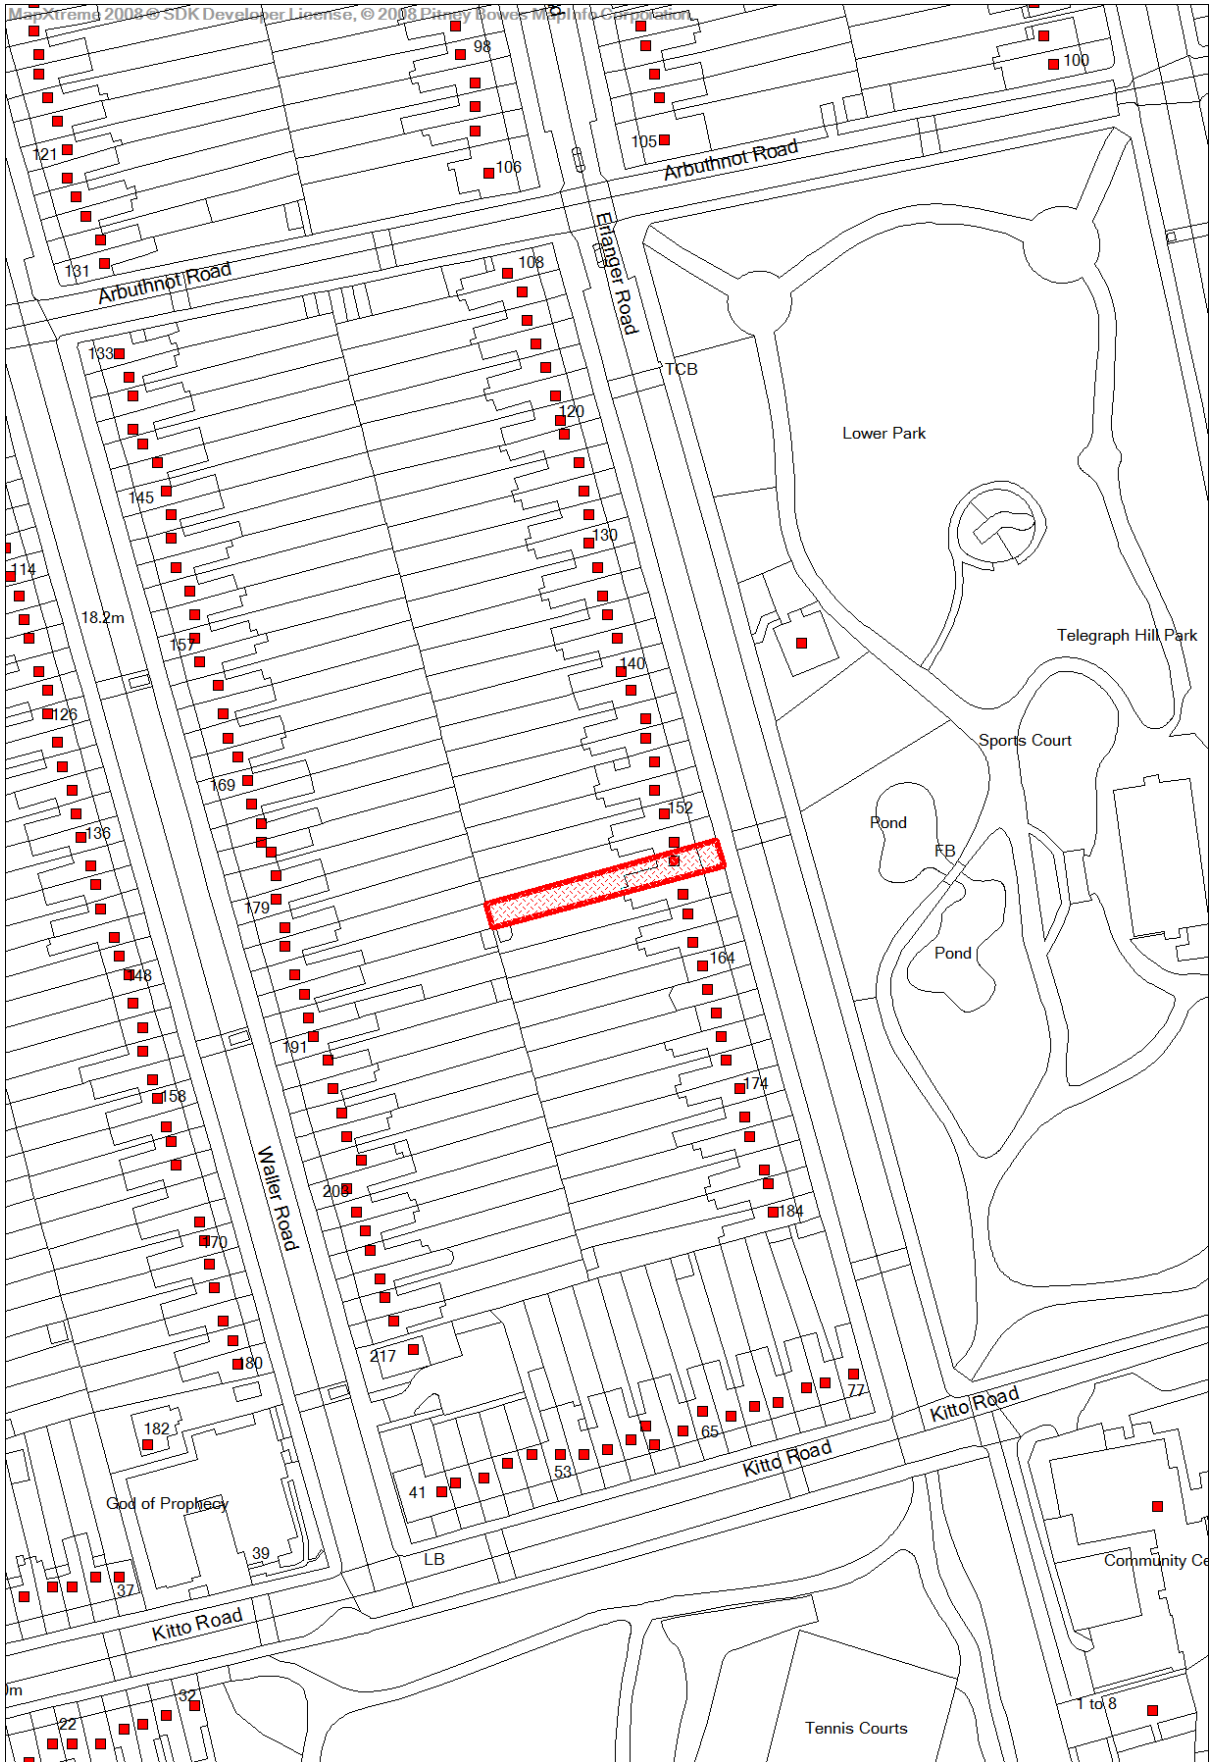 MapXtreme 2008 ® SDK Developer License, © 2008 Pitney Bowes MapInfo Corporation
98
100
121
105
Arbuthnot Road
106
Erlanger Road
131
Arbuthnot Road
108
133
TCB
120
Lower Park
145
130
114
18.2m
157
Telegraph Hill Park
140
126
Sports Court
169
152
136
Pond
FB
179
148
164
Pond
191
158
174
Waller Road
203
184
170
217
180
77
Kitto Road
182
65
53
Kitto Road
41
God of Prophecy
39
LB
Community Ce
37
Kitto Road
32
1 to 8
22
Tennis Courts